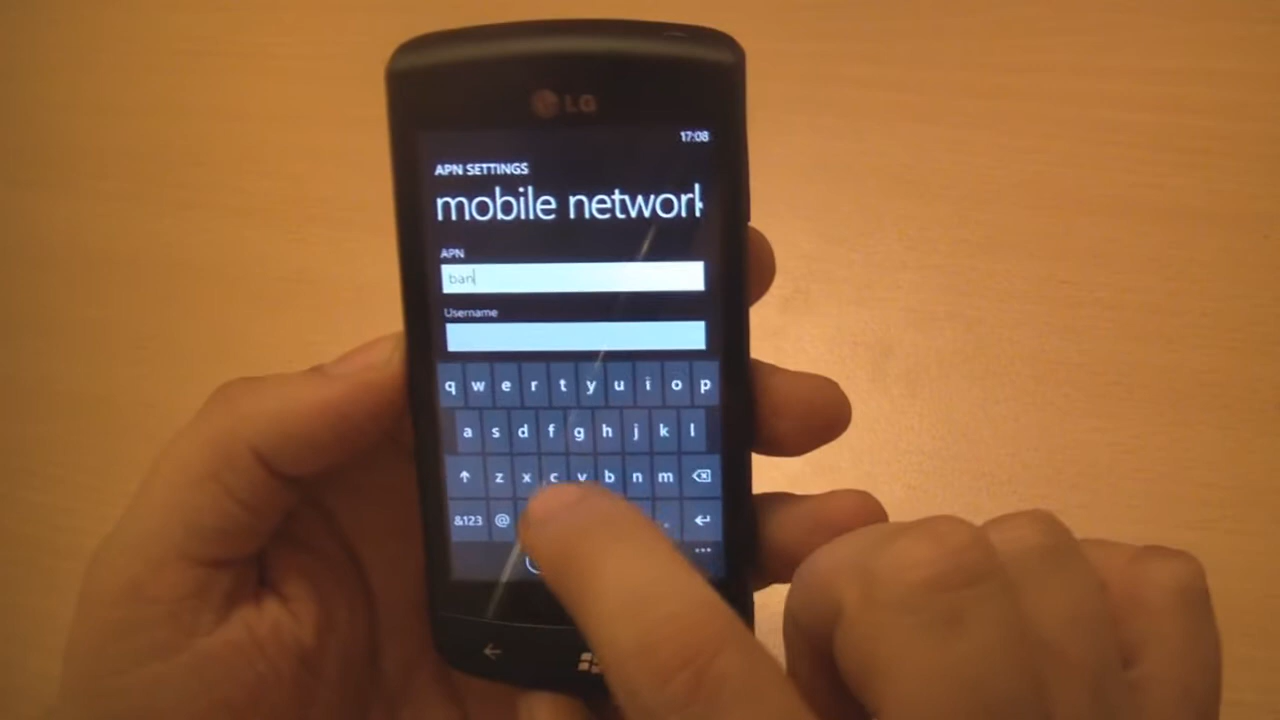 LG
17:08
APN SETTINGS
mobile network
APN
ban
Username
q w e r t y u i o p
a s d f g h j k l
z x c v b n m
&123 @ .